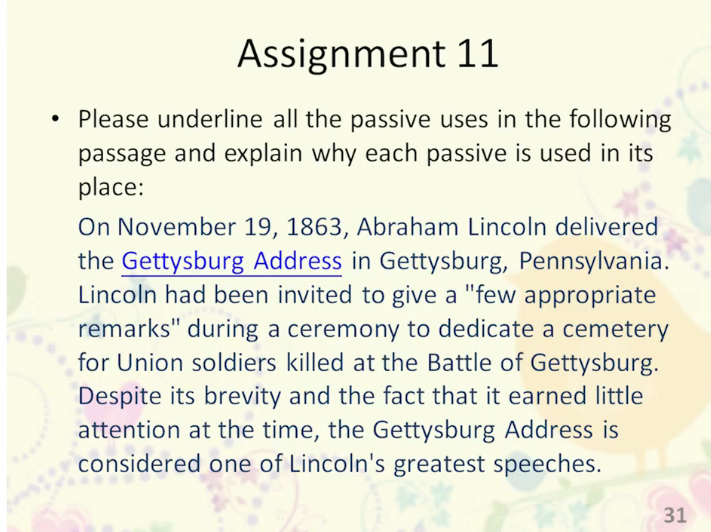 Assignment 11
• Please underline all the passive uses in the following
passage and explain why each passive is used in its
place:
On November 19, 1863, Abraham Lincoln delivered
the Gettysburg Address in Gettysburg, Pennsylvania.
Lincoln had been invited to give a "few appropriate
remarks" during a ceremony to dedicate a cemetery
for Union soldiers killed at the Battle of Gettysburg.
Despite its brevity and the fact that it earned little
attention at the time, the Gettysburg Address is
considered one of Lincoln's greatest speeches.
31